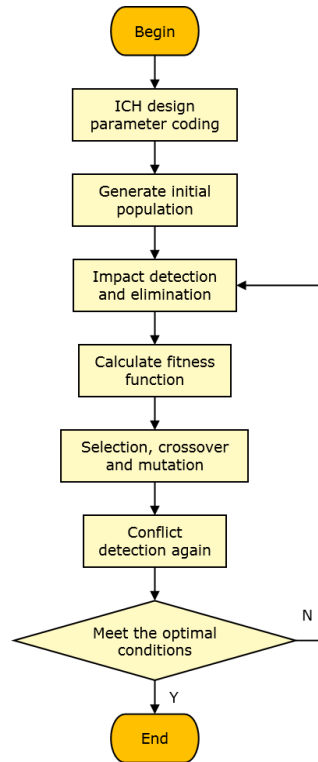 Begin
ICH design
parameter coding
Generate initial
population
Impact detection
and elimination
Calculate fitness
function
Selection, crossover
and mutation
Conflict
detection again
Meet the optimal
conditions
N
Y
End